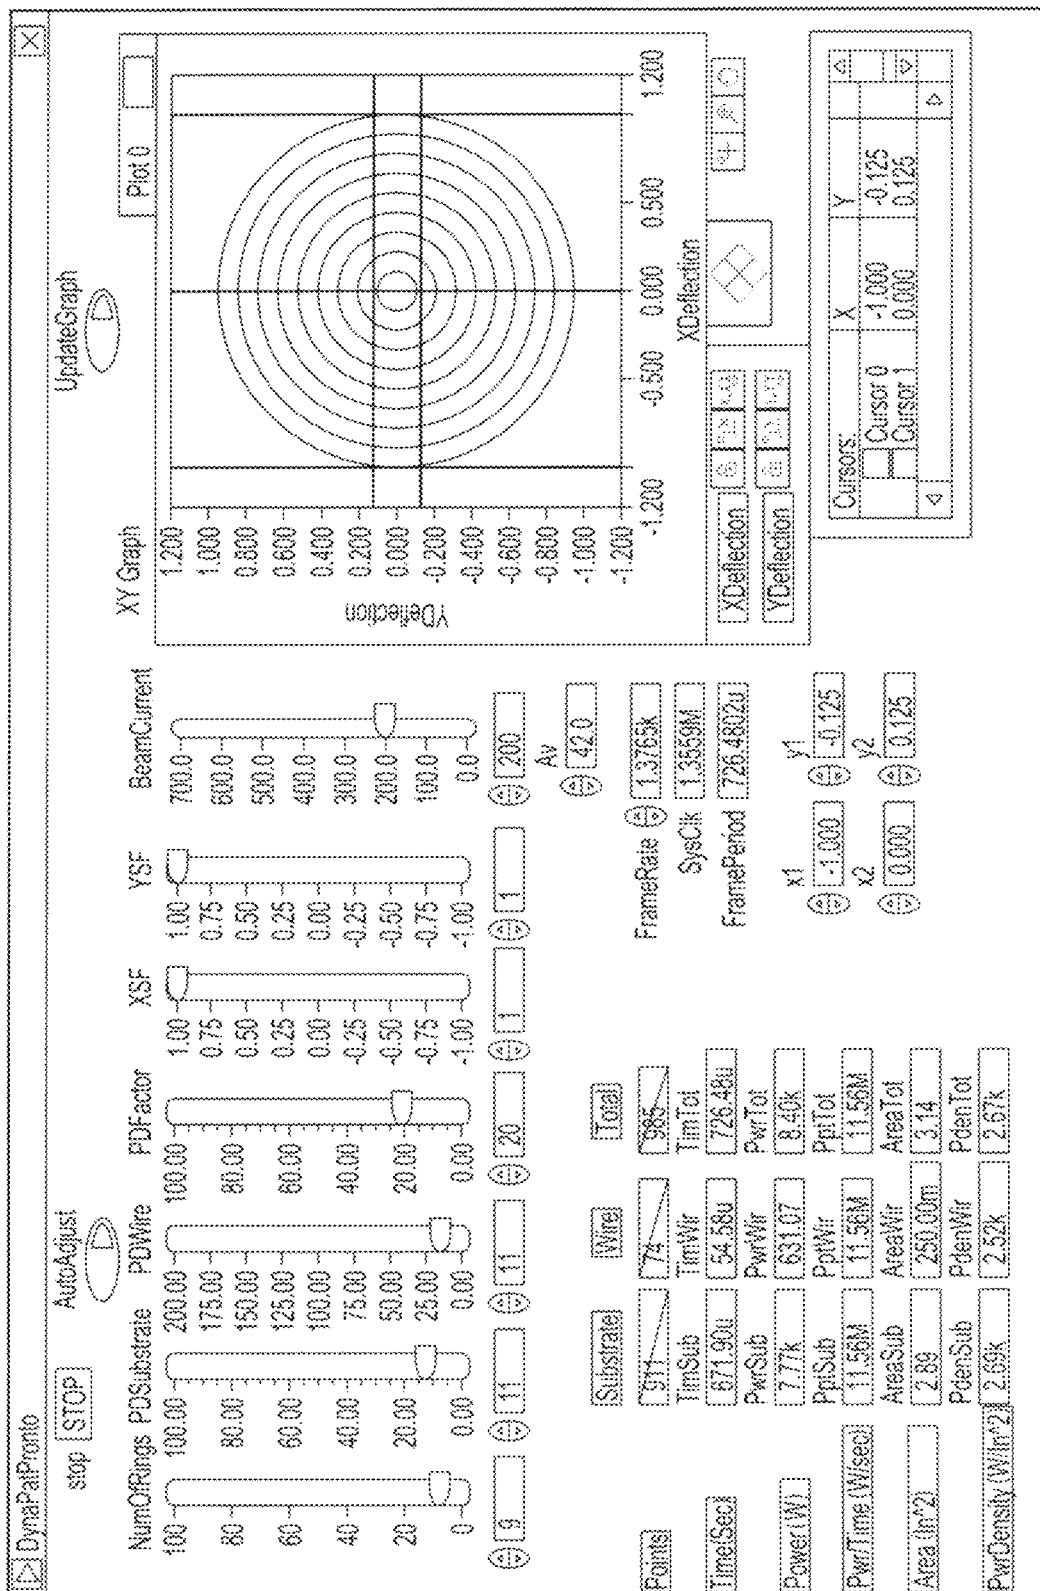 DynaPatPronto
stop STOP
AutoAdjust
UpdateGraph
NumOfRings
100
80
60
40
20
0
9
PDSubstrate
100.00
80.00
60.00
40.00
20.00
0.00
11
PDWire
200.00
175.00
150.00
125.00
100.00
75.00
50.00
25.00
0.00
11
PDFactor
100.00
80.00
60.00
40.00
20.00
0.00
20
XSF
1.00
0.75
0.50
0.25
0.00
-0.25
-0.50
-0.75
-1.00
1
YSF
1.00
0.75
0.50
0.25
0.00
-0.25
-0.50
-0.75
-1.00
1
BeamCurrent
700.0
600.0
500.0
400.0
300.0
200.0
100.0
0.0
200
Av
42.0
XY Graph
Plot 0
YDeflection
1.200
1.000
0.800
0.600
0.400
0.200
0.000
-0.200
-0.400
-0.600
-0.800
-1.000
-1.200
-1.200 -0.500 0.000 0.500 1.200
XDeflection
XDeflection
YDeflection
Cursors: X Y
Cursor 0 -1.000 -0.125
Cursor 1 0.000 0.125
FrameRate 1.3765k
SysClk 1.3559M
FramePeriod 726.4802u
x1 y1
-1.000 -0.125
x2 y2
0.000 0.125
Substrate Wire Total
Points 911 74 985
TimSub TimWir TimTot
Time(Sec) 671.90u 54.58u 726.48u
PwrSub PwrWir PwrTot
Power (W) 7.77k 631.07 8.40k
PptSub PptWir PptTot
Pwr/Time (W/sec) 11.56M 11.56M 11.56M
AreaSub AreaWir AreaTot
Area (In^2) 2.89 250.00m 3.14
PdenSub PdenWir PdenTot
PwrDensity (W/In^2) 2.69k 2.52k 2.67k